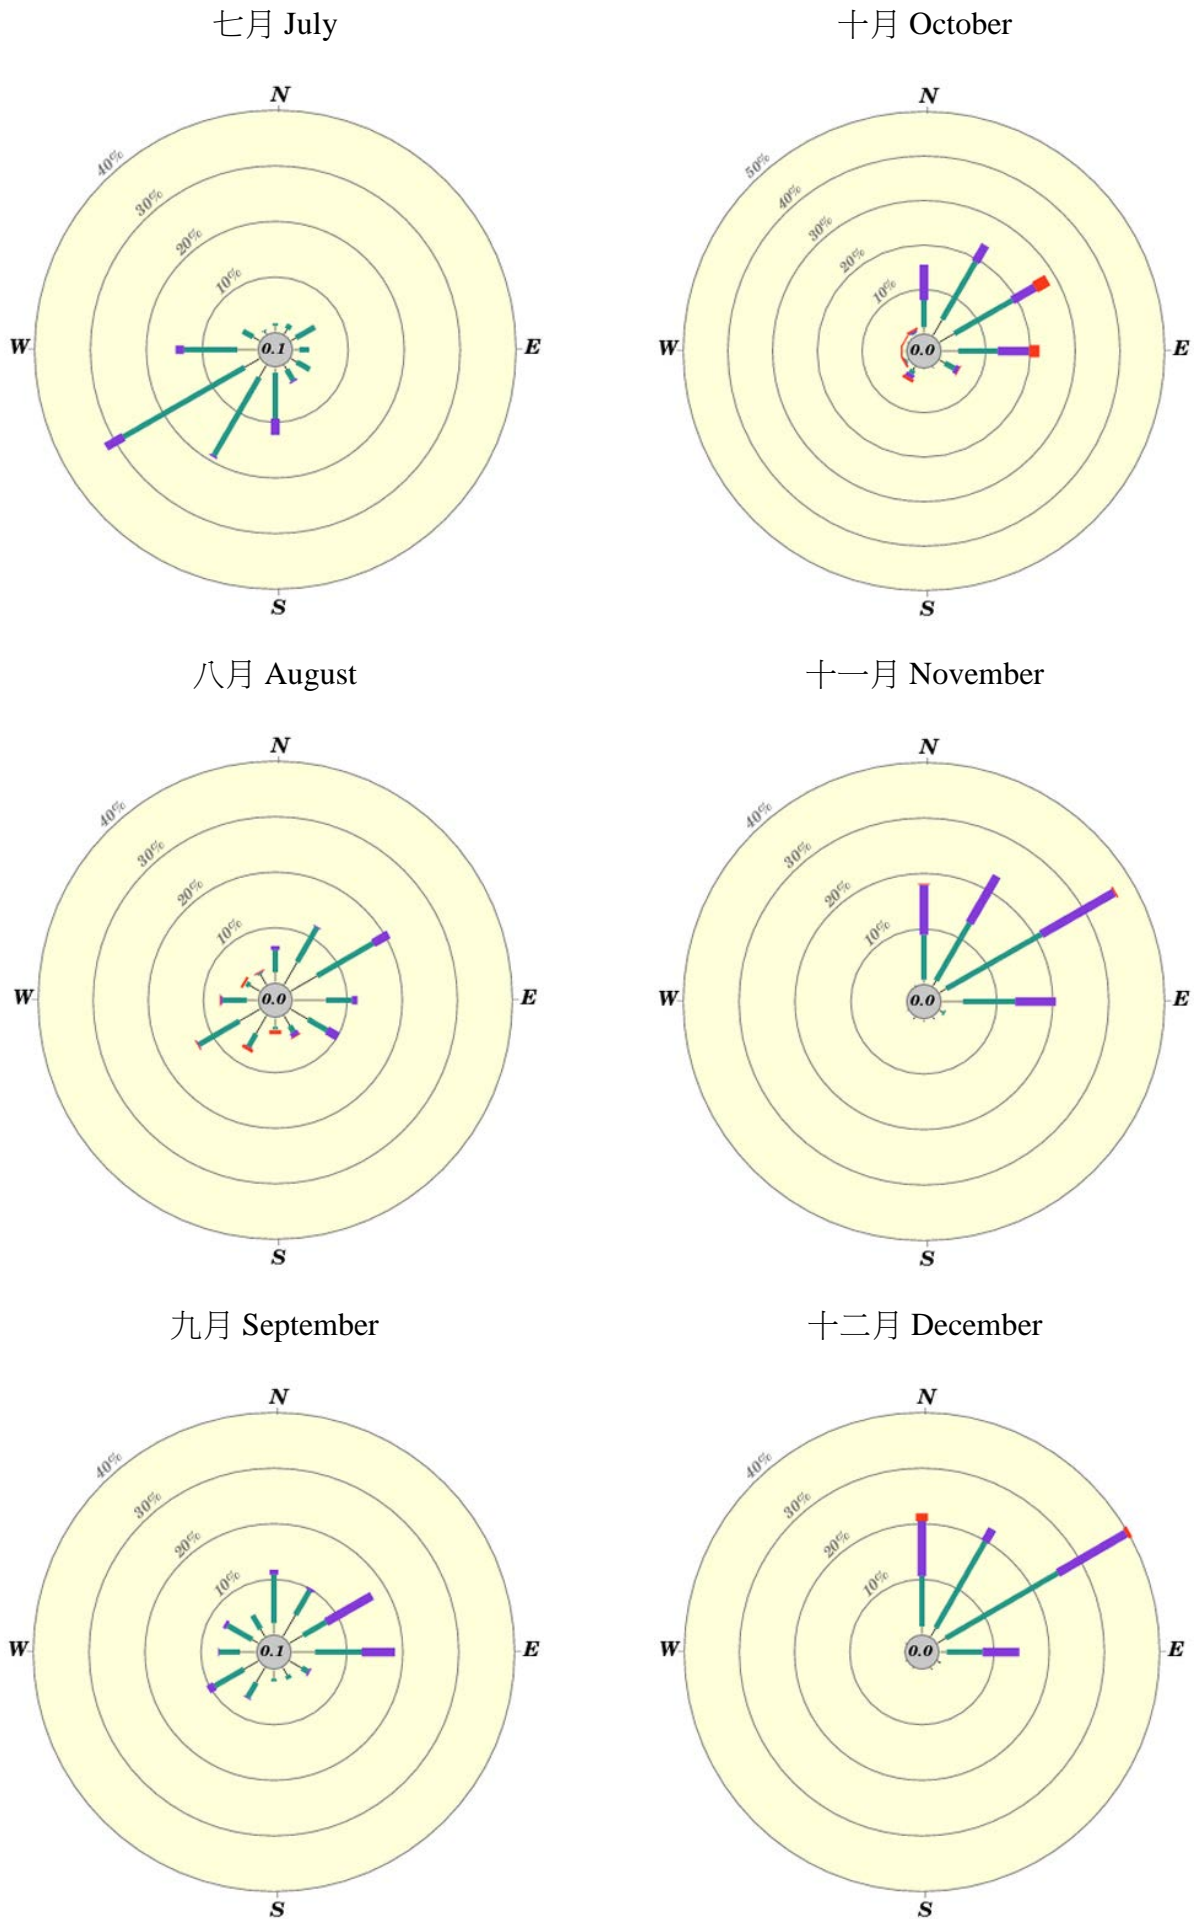 七月 July
N
40%
30%
20%
10%
W
0.1
E
S
十月 October
N
50%
40%
30%
20%
10%
W
0.0
E
S
八月 August
N
40%
30%
20%
10%
W
0.0
E
S
十一月 November
N
40%
30%
20%
10%
W
0.0
E
S
九月 September
N
40%
30%
20%
10%
W
0.1
E
S
十二月 December
N
40%
30%
20%
10%
W
0.0
E
S